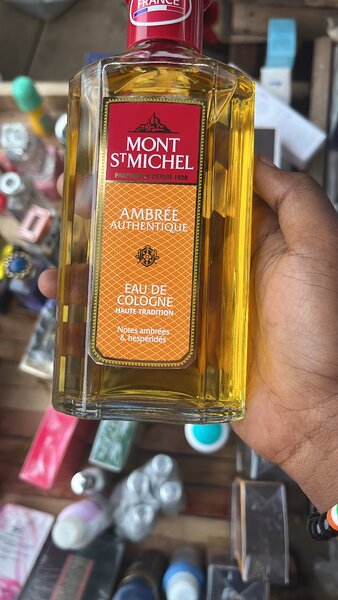 FRANCE
MONT
ST MICHEL
PARFUMEUR DEPUIS 1920
AMBRÉE
AUTHENTIQUE
EAU DE
COLOGNE
HAUTE TRADITION
Notes ambrées
& hespéridés